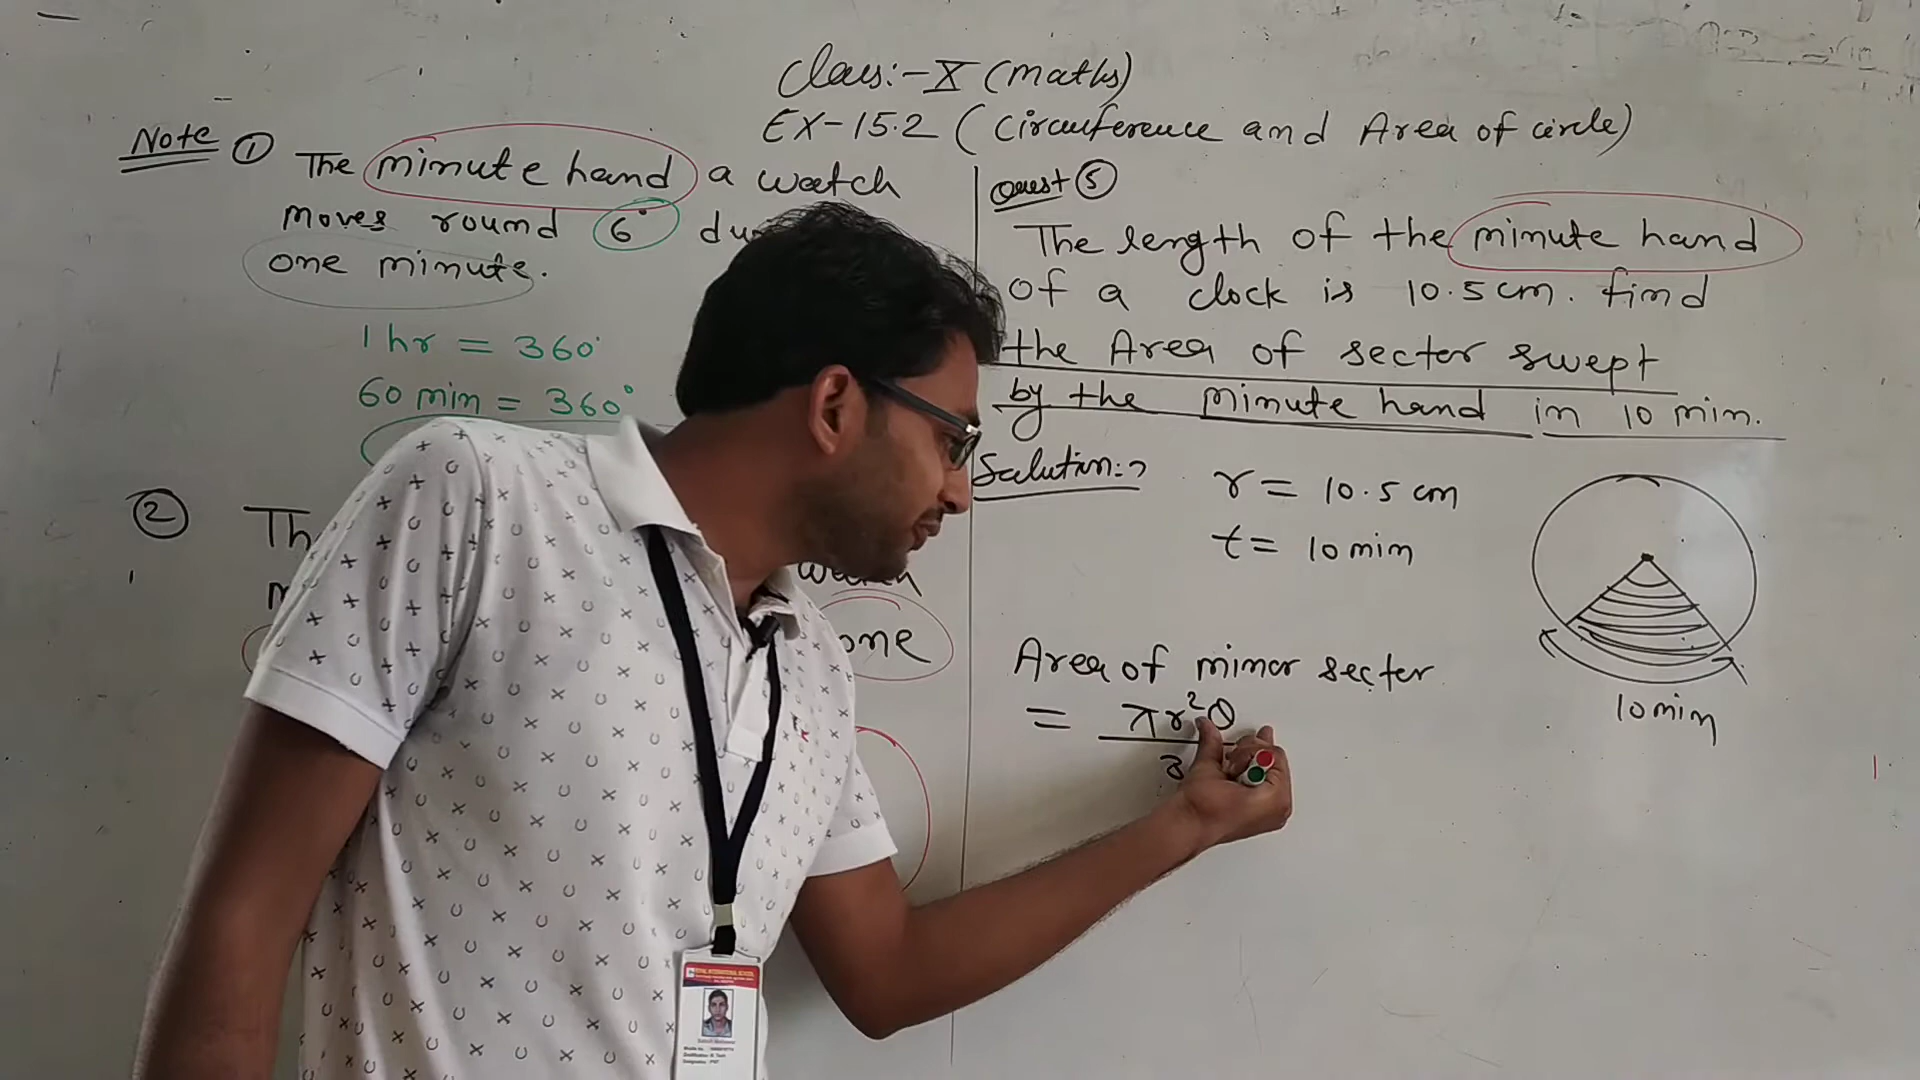 Class:- X (maths)
EX-15.2 ( Circumference and Area of circle)
Note ① The minute hand a watch
moves round 6°
one minute.
1 hr = 360°
60 min = 360°
②
one
Quest ⑤
The length of the minute hand
of a clock is 10.5 cm. find
the Area of sector swept
by the minute hand in 10 min.
Solution:→
r = 10.5 cm
t = 10 min
Area of minor sector
= πr²θ
10 min